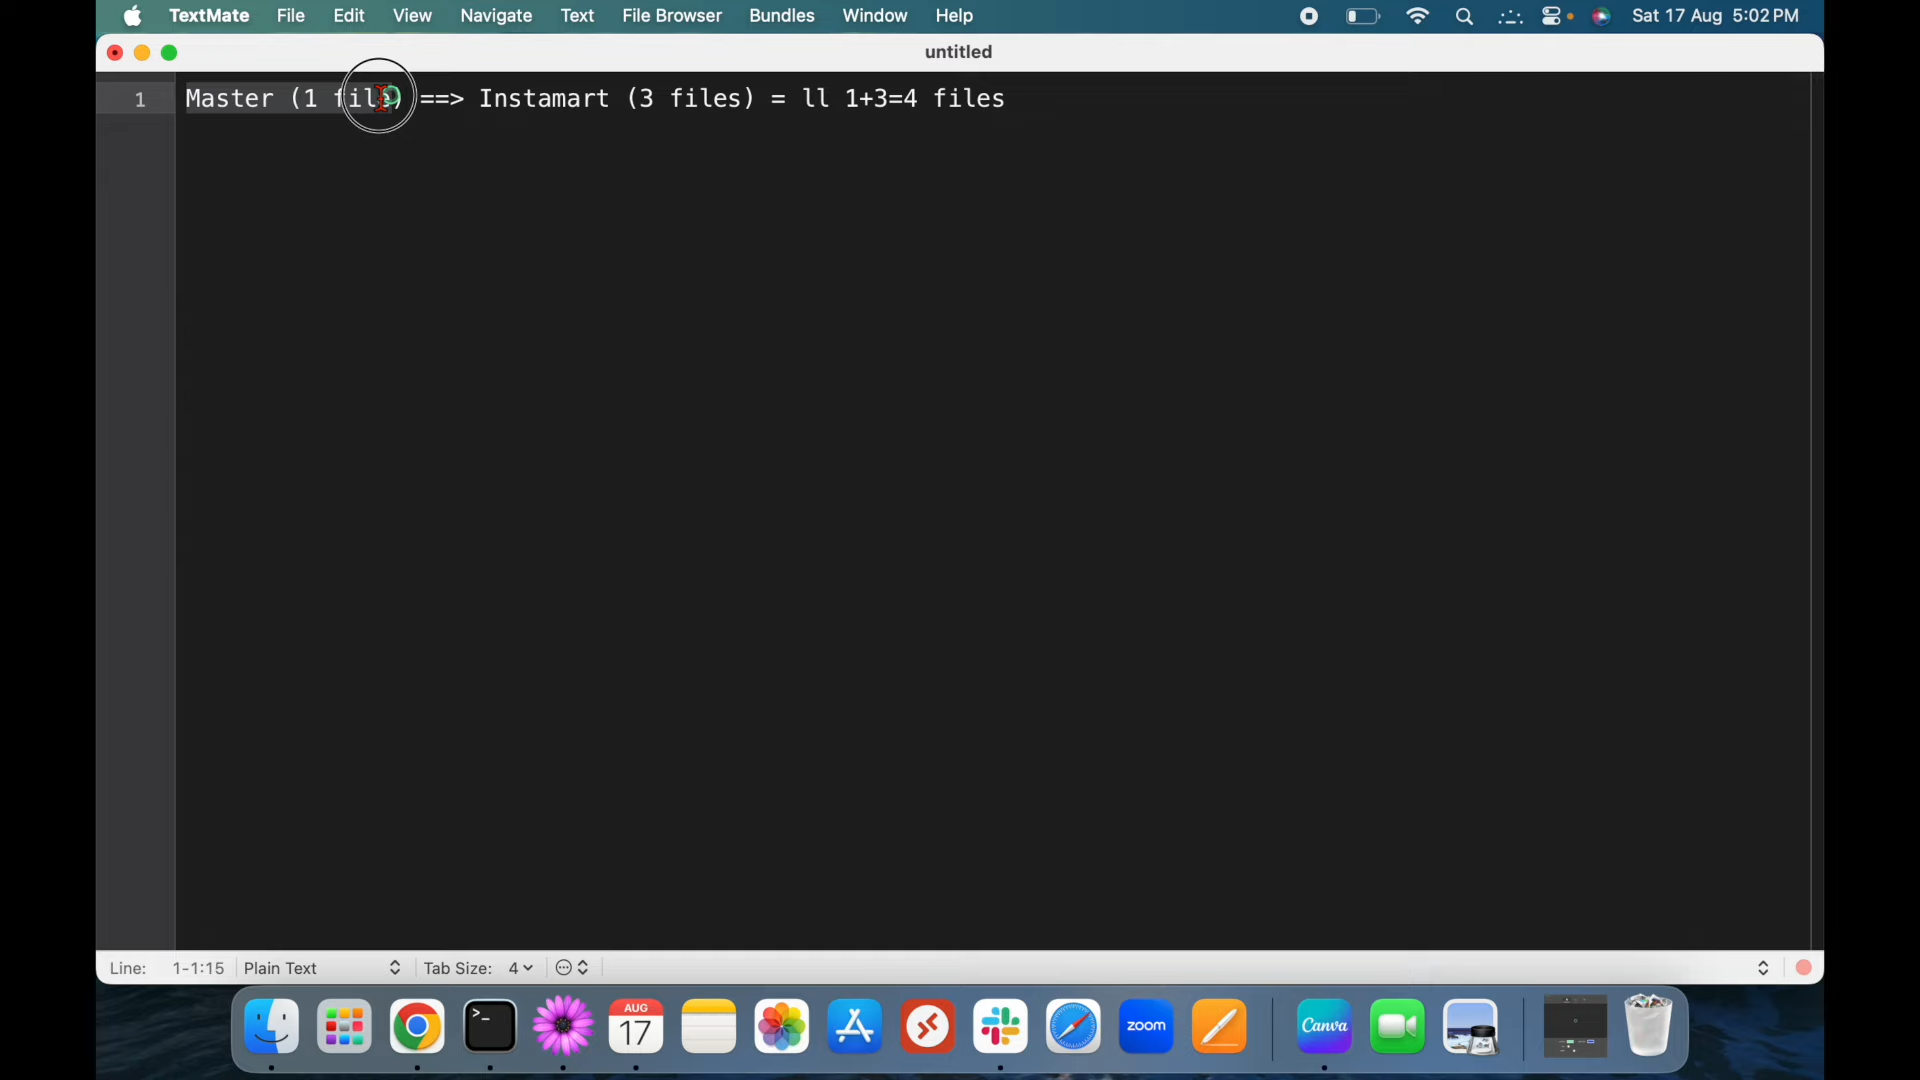 TextMate File Edit View Navigate Text File Browser Bundles Window Help Sat 17 Aug 5:02 PM
untitled
1 Master (1 file) ==> Instamart (3 files) = ll 1+3=4 files
Line: 1-1:15 Plain Text Tab Size: 4
AUG
17
zoom
Canva